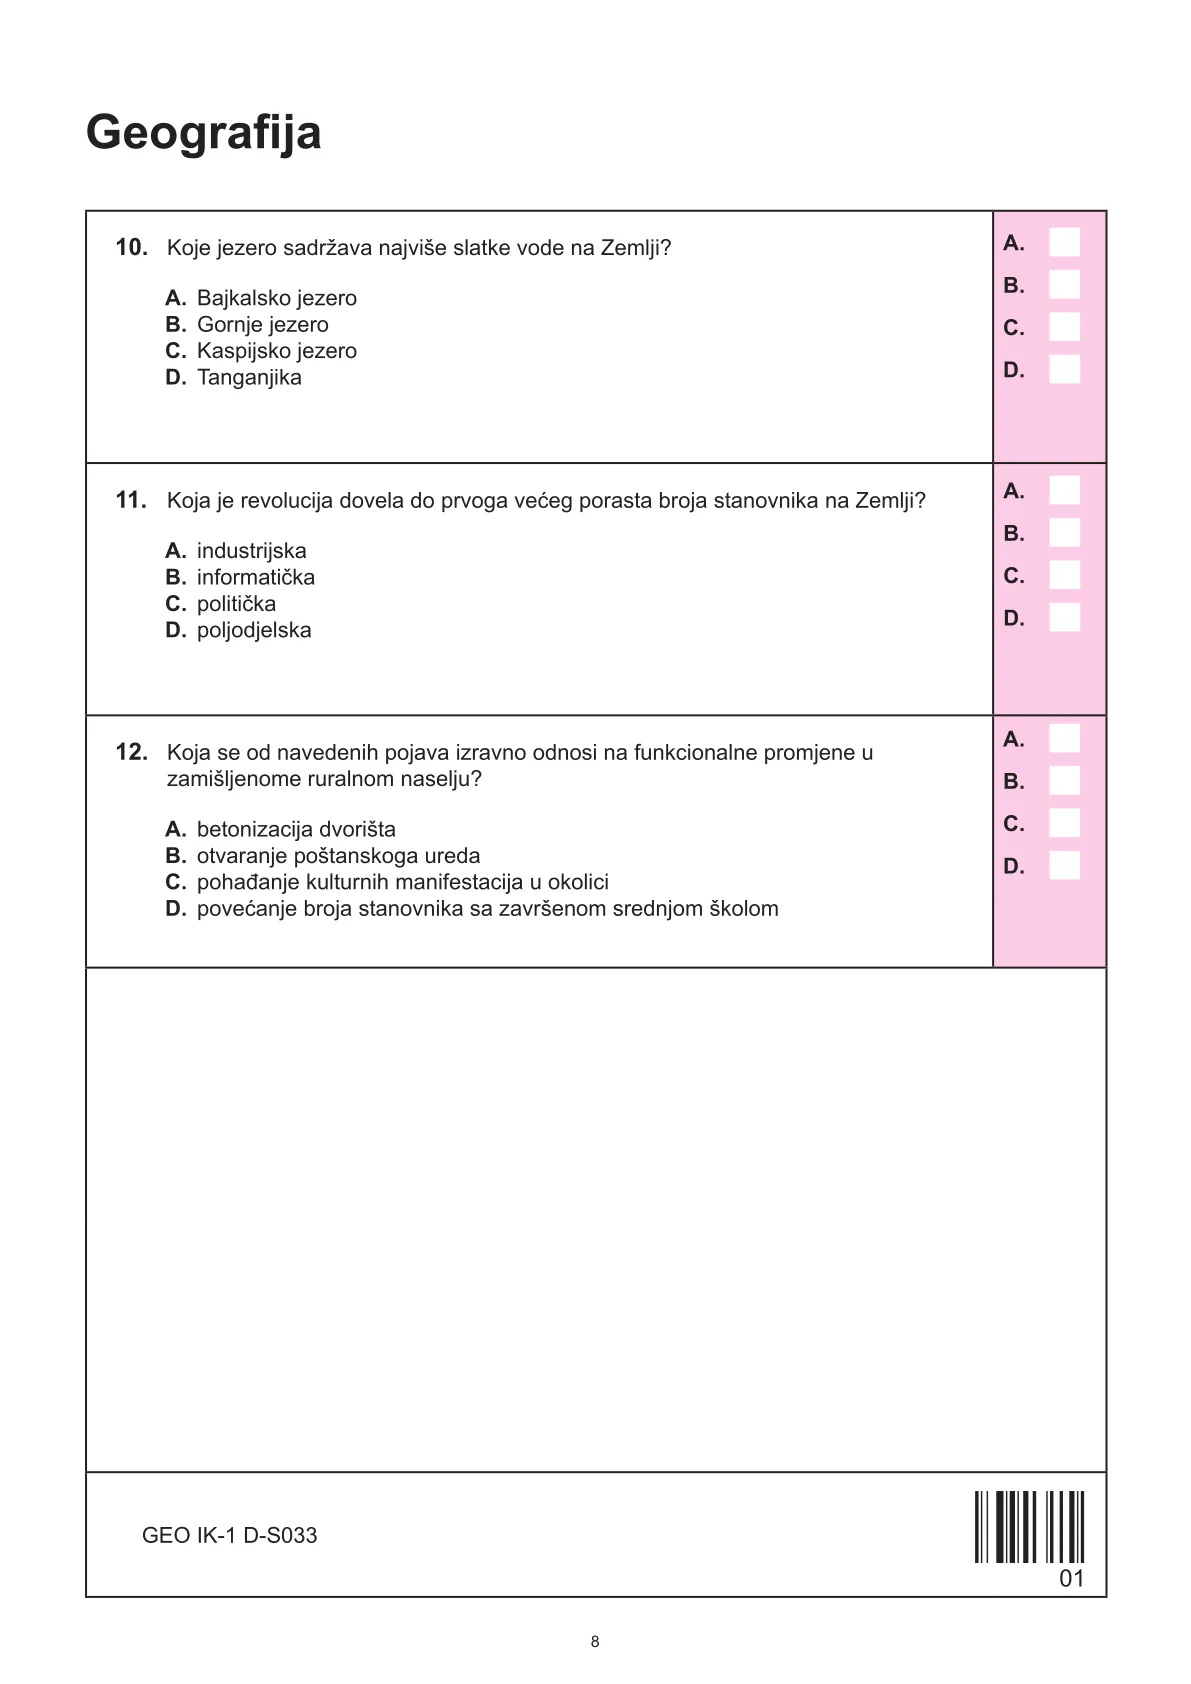 Geografija
10. Koje jezero sadržava najviše slatke vode na Zemlji?
A. Bajkalsko jezero
B. Gornje jezero
C. Kaspijsko jezero
D. Tanganjika
A.
B.
C.
D.
11. Koja je revolucija dovela do prvoga većeg porasta broja stanovnika na Zemlji?
A. industrijska
B. informatička
C. politička
D. poljodjelska
A.
B.
C.
D.
12. Koja se od navedenih pojava izravno odnosi na funkcionalne promjene u
zamišljenome ruralnom naselju?
A. betonizacija dvorišta
B. otvaranje poštanskoga ureda
C. pohađanje kulturnih manifestacija u okolici
D. povećanje broja stanovnika sa završenom srednjom školom
A.
B.
C.
D.
GEO IK-1 D-S033
01
8